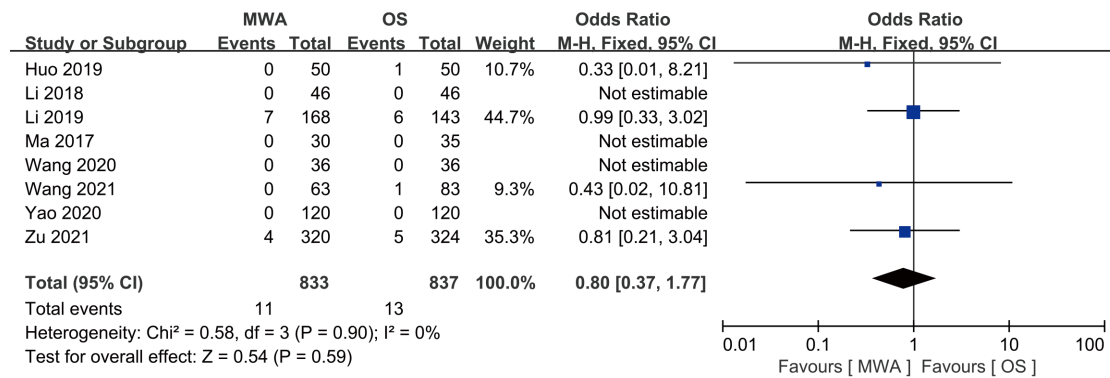 MWA OS Odds Ratio Odds Ratio
Study or Subgroup Events Total Events Total Weight M-H, Fixed, 95% CI M-H, Fixed, 95% CI
Huo 2019 0 50 1 50 10.7% 0.33 [0.01, 8.21]
Li 2018 0 46 0 46 Not estimable
Li 2019 7 168 6 143 44.7% 0.99 [0.33, 3.02]
Ma 2017 0 30 0 35 Not estimable
Wang 2020 0 36 0 36 Not estimable
Wang 2021 0 63 1 83 9.3% 0.43 [0.02, 10.81]
Yao 2020 0 120 0 120 Not estimable
Zu 2021 4 320 5 324 35.3% 0.81 [0.21, 3.04]
Total (95% CI) 833 837 100.0% 0.80 [0.37, 1.77]
Total events 11 13
Heterogeneity: Chi² = 0.58, df = 3 (P = 0.90); I² = 0%
Test for overall effect: Z = 0.54 (P = 0.59)
0.01 0.1 1 10 100
Favours [ MWA ] Favours [ OS ]